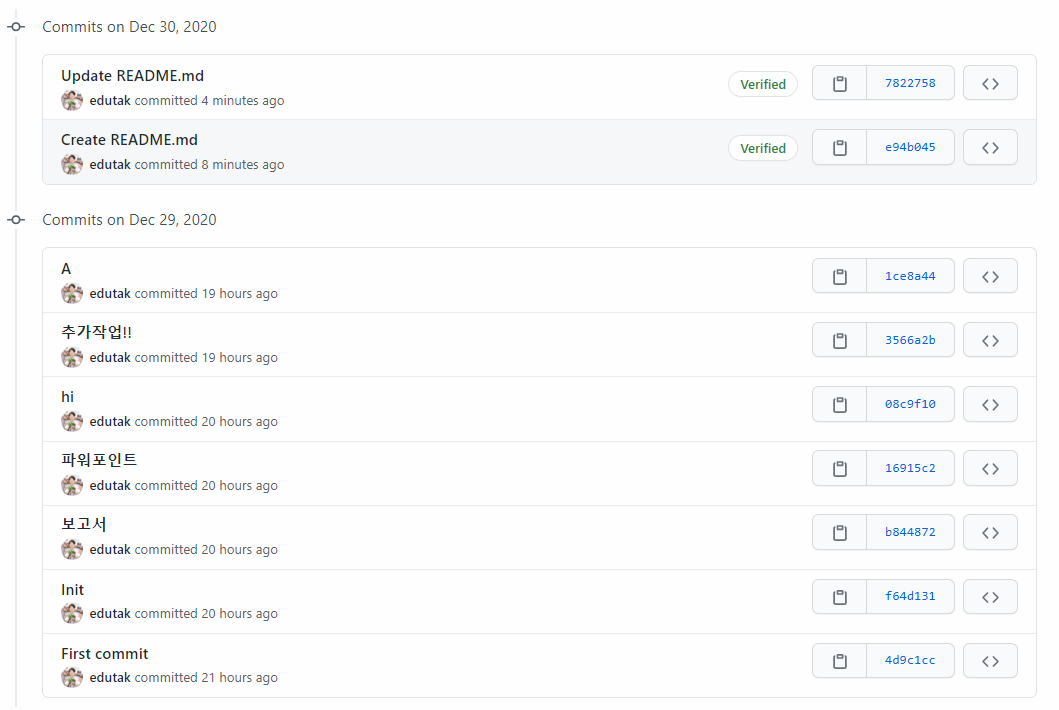 Commits on Dec 30, 2020
Update README.md
edutak committed 4 minutes ago
Verified
7822758
Create README.md
edutak committed 8 minutes ago
Verified
e94b045
Commits on Dec 29, 2020
A
edutak committed 19 hours ago
1ce8a44
추가작업!!
edutak committed 19 hours ago
3566a2b
hi
edutak committed 20 hours ago
08c9f10
파워포인트
edutak committed 20 hours ago
16915c2
보고서
edutak committed 20 hours ago
b844872
Init
edutak committed 20 hours ago
f64d131
First commit
edutak committed 21 hours ago
4d9c1cc